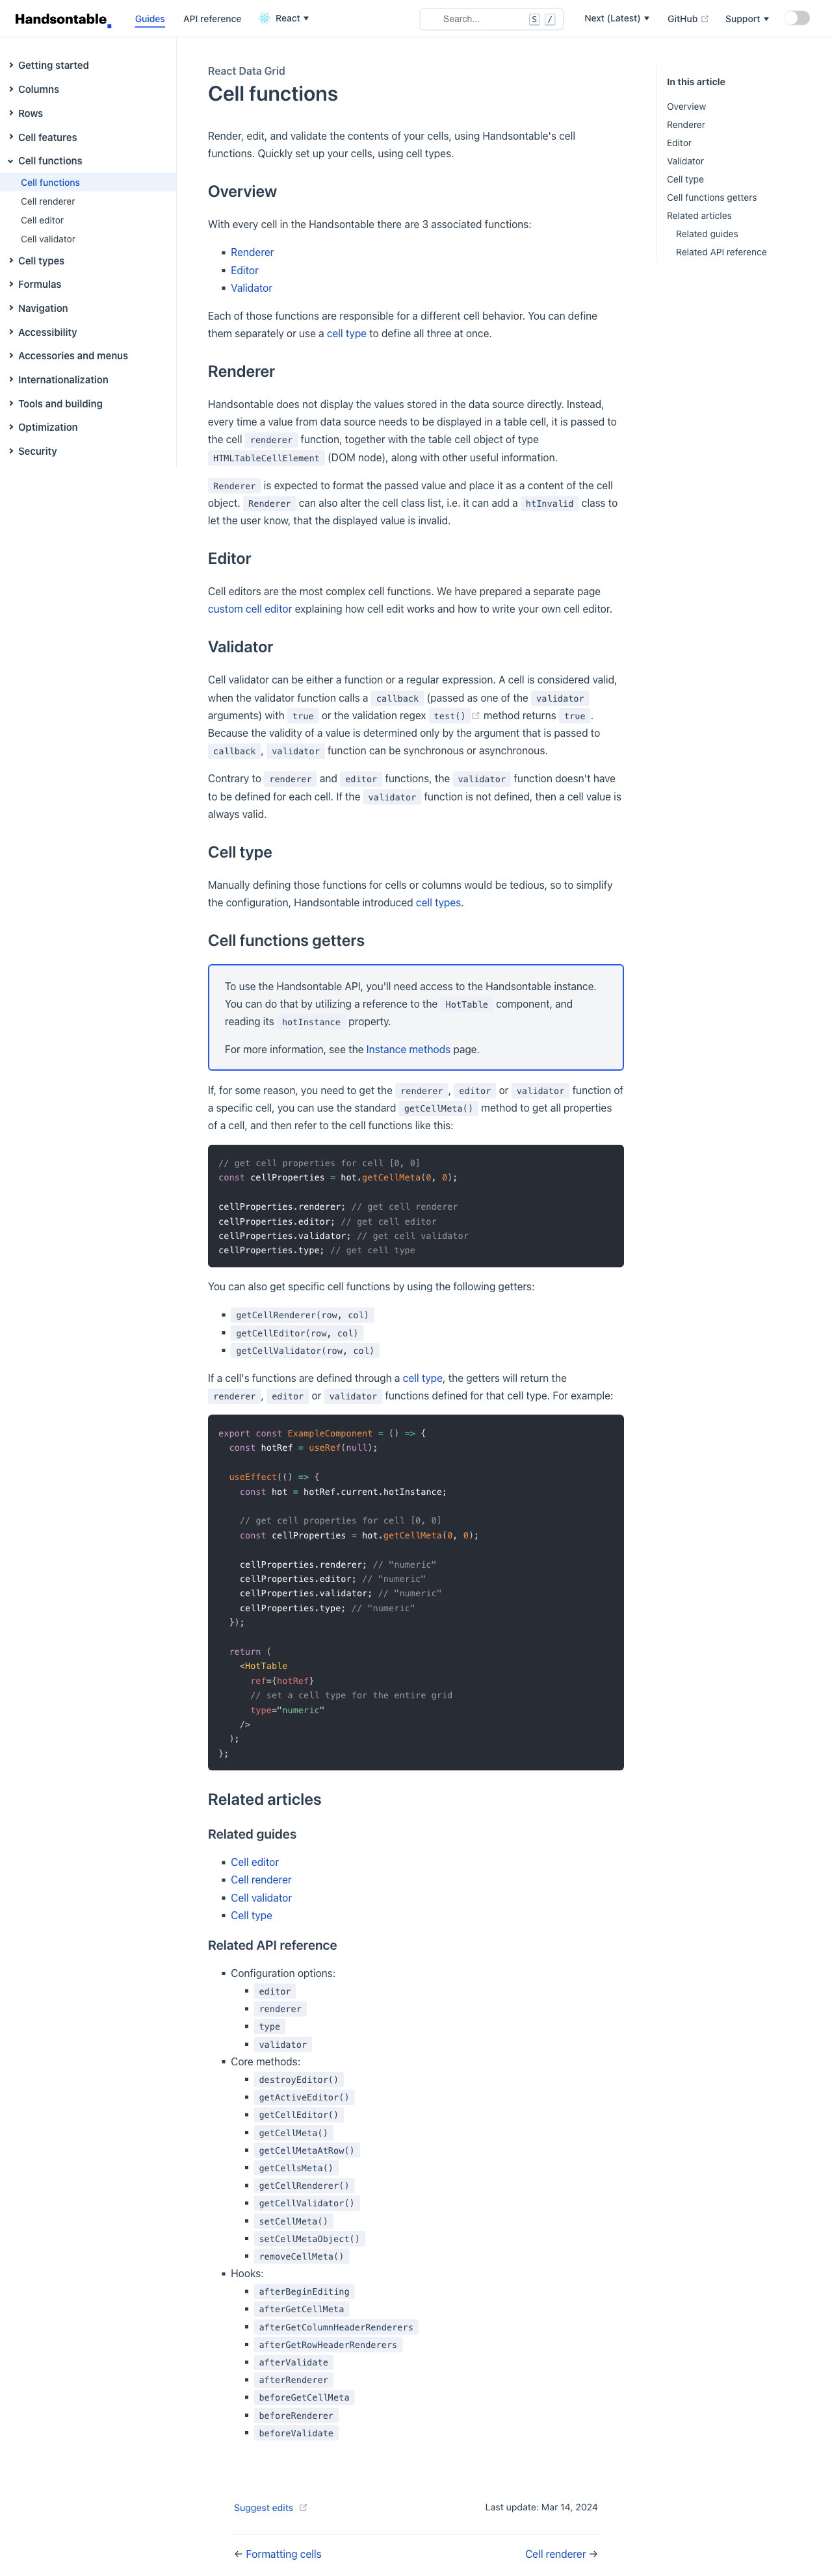 Handsontable
Guides
API reference
React
Search...
S
/
Next (Latest)
GitHub
Support
Getting started
Columns
Rows
Cell features
Cell functions
Cell functions
Cell renderer
Cell editor
Cell validator
Cell types
Formulas
Navigation
Accessibility
Accessories and menus
Internationalization
Tools and building
Optimization
Security
React Data Grid
Cell functions
Render, edit, and validate the contents of your cells, using Handsontable's cell
functions. Quickly set up your cells, using cell types.
Overview
With every cell in the Handsontable there are 3 associated functions:
Renderer
Editor
Validator
Each of those functions are responsible for a different cell behavior. You can define
them separately or use a cell type to define all three at once.
Renderer
Handsontable does not display the values stored in the data source directly. Instead,
every time a value from data source needs to be displayed in a table cell, it is passed to
the cell renderer function, together with the table cell object of type
HTMLTableCellElement (DOM node), along with other useful information.
Renderer is expected to format the passed value and place it as a content of the cell
object. Renderer can also alter the cell class list, i.e. it can add a htInvalid class to
let the user know, that the displayed value is invalid.
Editor
Cell editors are the most complex cell functions. We have prepared a separate page
custom cell editor explaining how cell edit works and how to write your own cell editor.
Validator
Cell validator can be either a function or a regular expression. A cell is considered valid,
when the validator function calls a callback (passed as one of the validator
arguments) with true or the validation regex test() method returns true.
Because the validity of a value is determined only by the argument that is passed to
callback, validator function can be synchronous or asynchronous.
Contrary to renderer and editor functions, the validator function doesn't have
to be defined for each cell. If the validator function is not defined, then a cell value is
always valid.
Cell type
Manually defining those functions for cells or columns would be tedious, so to simplify
the configuration, Handsontable introduced cell types.
Cell functions getters
To use the Handsontable API, you'll need access to the Handsontable instance.
You can do that by utilizing a reference to the HotTable component, and
reading its hotInstance property.
For more information, see the Instance methods page.
If, for some reason, you need to get the renderer, editor or validator function of
a specific cell, you can use the standard getCellMeta() method to get all properties
of a cell, and then refer to the cell functions like this:
// get cell properties for cell [0, 0]
const cellProperties = hot.getCellMeta(0, 0);
cellProperties.renderer; // get cell renderer
cellProperties.editor; // get cell editor
cellProperties.validator; // get cell validator
cellProperties.type; // get cell type
You can also get specific cell functions by using the following getters:
getCellRenderer(row, col)
getCellEditor(row, col)
getCellValidator(row, col)
If a cell's functions are defined through a cell type, the getters will return the
renderer, editor or validator functions defined for that cell type. For example:
export const ExampleComponent = () => {
const hotRef = useRef(null);
useEffect(() => {
const hot = hotRef.current.hotInstance;
// get cell properties for cell [0, 0]
const cellProperties = hot.getCellMeta(0, 0);
cellProperties.renderer; // "numeric"
cellProperties.editor; // "numeric"
cellProperties.validator; // "numeric"
cellProperties.type; // "numeric"
});
return (
<HotTable
ref={hotRef}
// set a cell type for the entire grid
type="numeric"
/>
);
};
Related articles
Related guides
Cell editor
Cell renderer
Cell validator
Cell type
Related API reference
Configuration options:
editor
renderer
type
validator
Core methods:
destroyEditor()
getActiveEditor()
getCellEditor()
getCellMeta()
getCellMetaAtRow()
getCellsMeta()
getCellRenderer()
getCellValidator()
setCellMeta()
setCellMetaObject()
removeCellMeta()
Hooks:
afterBeginEditing
afterGetCellMeta
afterGetColumnHeaderRenderers
afterGetRowHeaderRenderers
afterValidate
afterRenderer
beforeGetCellMeta
beforeRenderer
beforeValidate
Suggest edits
Last update: Mar 14, 2024
← Formatting cells
Cell renderer →
In this article
Overview
Renderer
Editor
Validator
Cell type
Cell functions getters
Related articles
Related guides
Related API reference